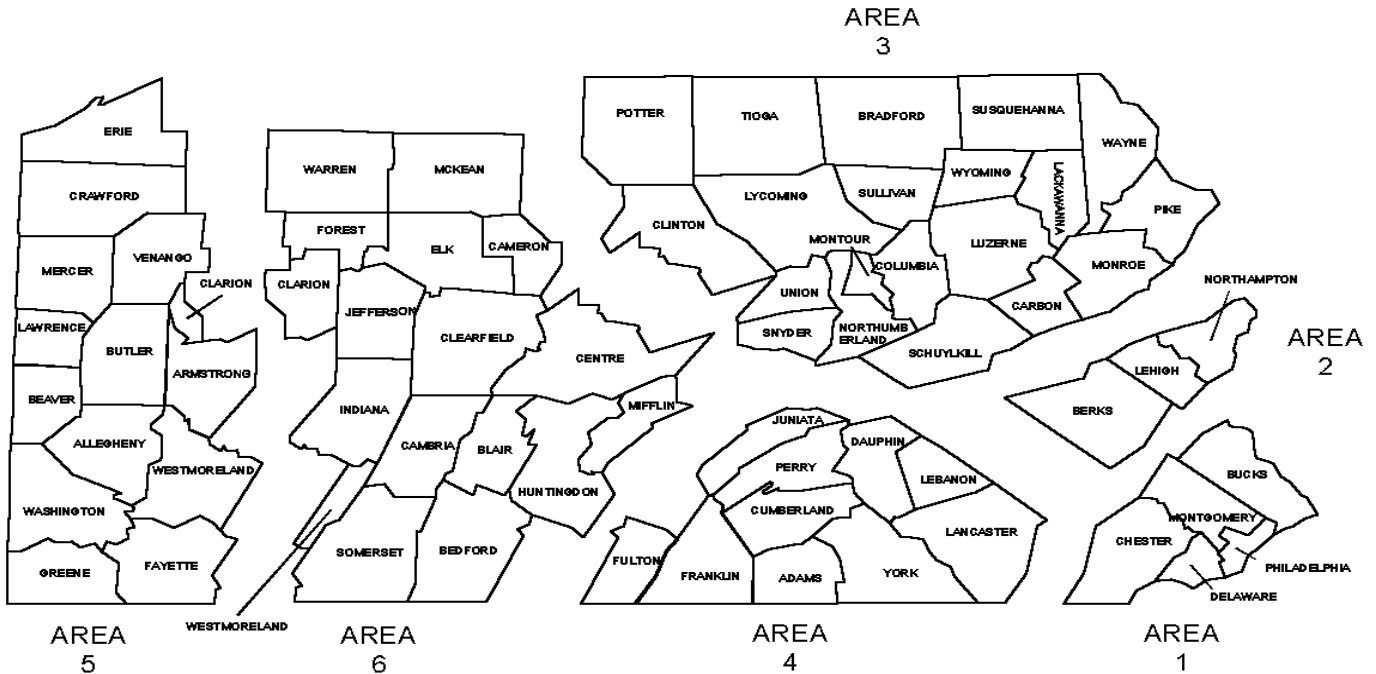 AREA
3
ERIE
CRAWFORD
MERCER
VENANGO
CLARION
LAWRENCE
BUTLER
ARMSTRONG
BEAVER
ALLEGHENY
WESTMORELAND
WASHINGTON
GREENE
FAYETTE
AREA
5
WARREN
MCKEAN
FOREST
ELK
CAMERON
CLARION
JEFFERSON
CLEARFIELD
CENTRE
INDIANA
CAMBRIA
BLAIR
MIFFLIN
HUNTINGDON
SOMERSET
BEDFORD
WESTMORELAND
AREA
6
POTTER
TIOGA
BRADFORD
SUSQUEHANNA
WAYNE
WYOMING
LACKAWANNA
LYCOMING
SULLIVAN
PIKE
CLINTON
MONTOUR
LUZERNE
COLUMBIA
MONROE
UNION
CARBON
SNYDER
NORTHUMB
ERLAND
SCHUYLKILL
NORTHAMPTON
LEHIGH
BERKS
AREA
2
JUNIATA
DAUPHIN
PERRY
LEBANON
CUMBERLAND
LANCASTER
FULTON
FRANKLIN
ADAMS
YORK
AREA
4
BUCKS
MONTGOMERY
CHESTER
PHILADELPHIA
DELAWARE
AREA
1